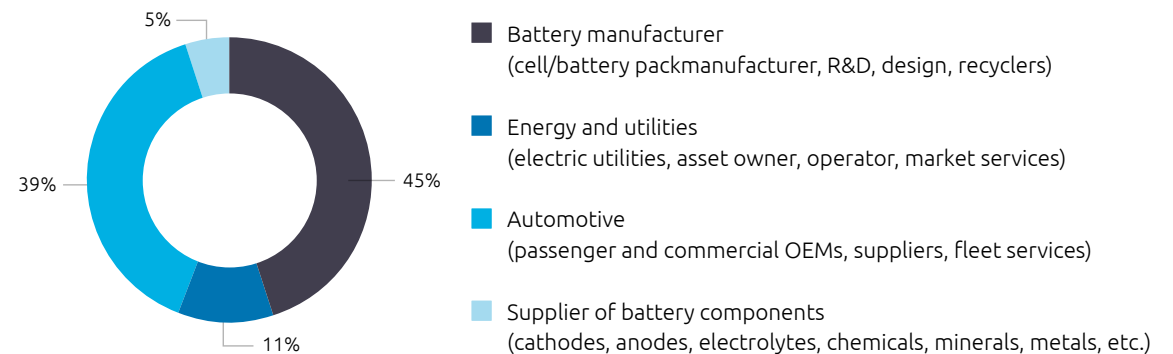 5%
39%
45%
11%
Battery manufacturer
(cell/battery packmanufacturer, R&D, design, recyclers)
Energy and utilities
(electric utilities, asset owner, operator, market services)
Automotive
(passenger and commercial OEMs, suppliers, fleet services)
Supplier of battery components
(cathodes, anodes, electrolytes, chemicals, minerals, metals, etc.)